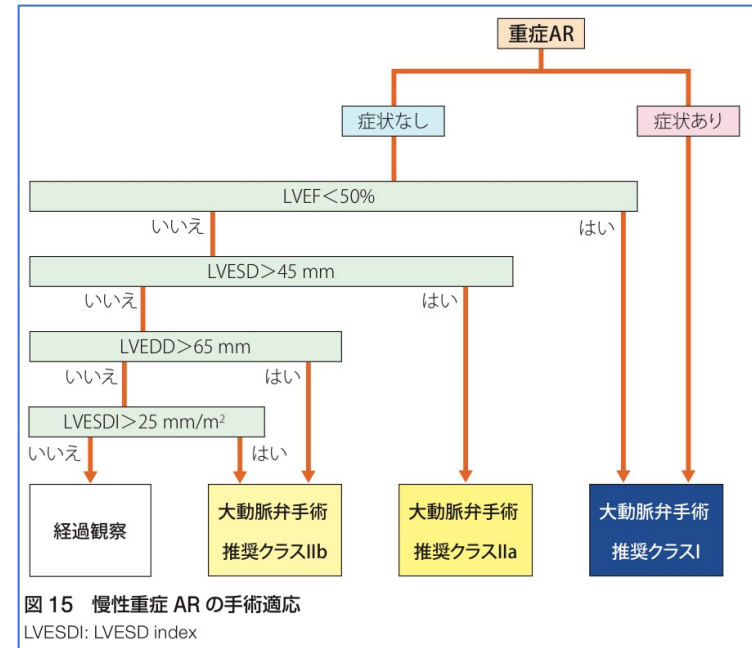 重症AR
症状なし
症状あり
LVEF＜50%
いいえ
はい
LVESD＞45 mm
いいえ
はい
LVEDD＞65 mm
いいえ
はい
LVESDI＞25 mm/m²
いいえ
はい
経過観察
大動脈弁手術
推奨クラスIIb
大動脈弁手術
推奨クラスIIa
大動脈弁手術
推奨クラスI
図 15 慢性重症 AR の手術適応
LVESDI: LVESD index